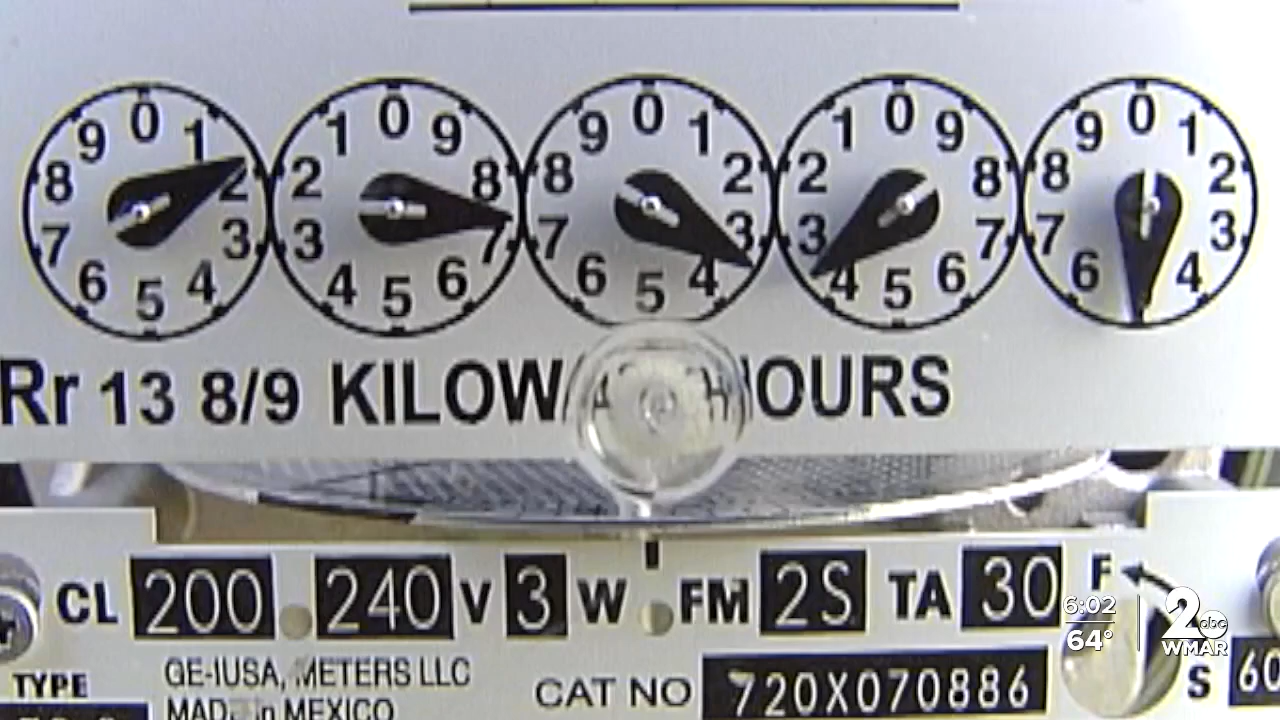 0 1 2 3 4 5 6 7 8 9
0 9 8 7 6 5 4 3 2 1
0 1 2 3 4 5 6 7 8 9
0 9 8 7 6 5 4 3 2 1
0 1 2 3 4 6 7 8 9
Rr 13 8/9 KILOW HOURS
CL 200 240 V 3 W FM 2S TA 30 F
6:02
64°
2 abc
WMAR
TYPE
GE-IUSA, METERS LLC
MADE in MEXICO
CAT NO 720X070886
S 60